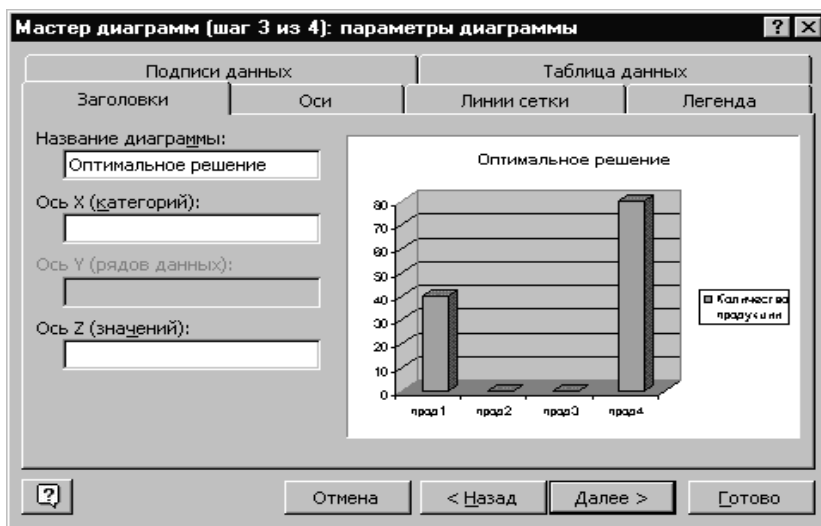 Мастер диаграмм (шаг 3 из 4): параметры диаграммы
Подписи данных
Таблица данных
Заголовки
Оси
Линии сетки
Легенда
Название диаграммы:
Оптимальное решение
Ось X (категорий):
Ось Y (рядов данных):
Ось Z (значений):
Оптимальное решение
80
70
60
50
40
30
20
10
0
прод1
прод2
прод3
прод4
Количество
продукции
Отмена
< Назад
Далее >
Готово